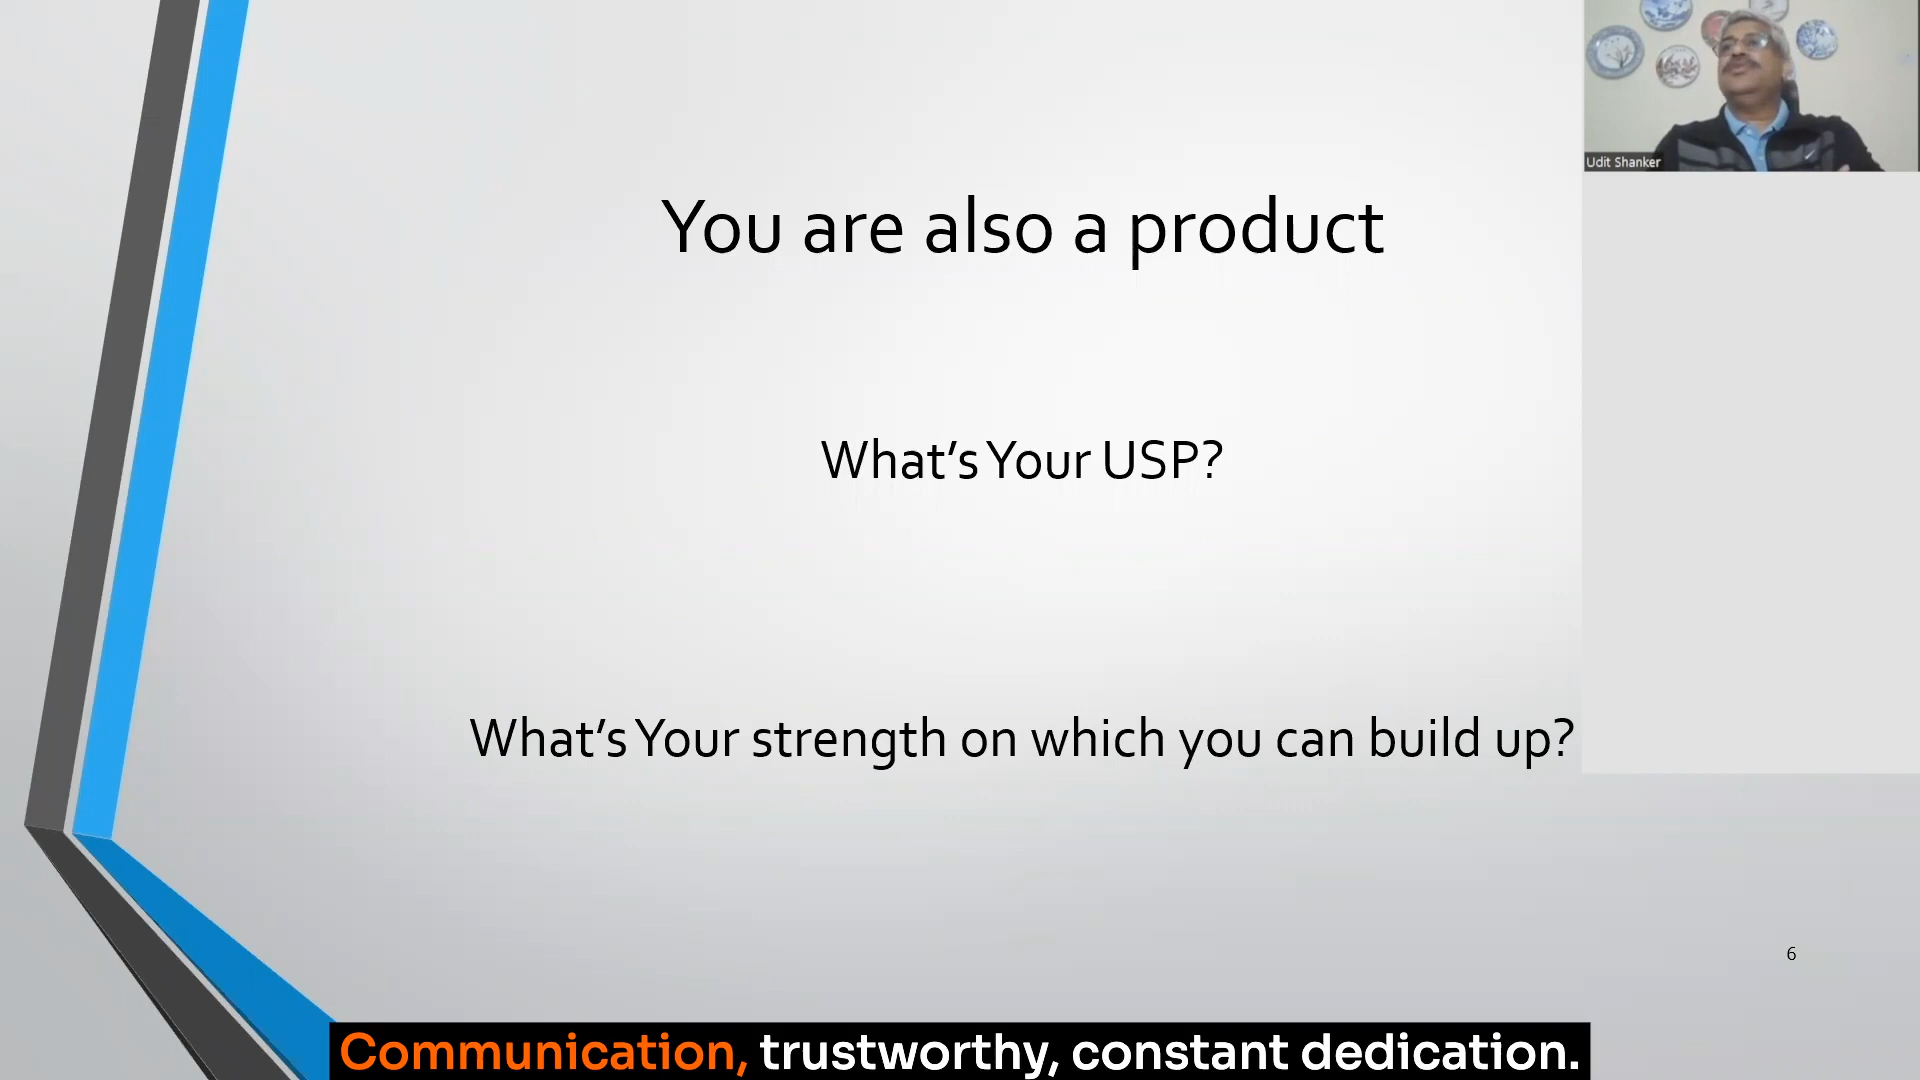 Udit Shanker
You are also a product
What's Your USP?
What's Your strength on which you can build up?
6
Communication, trustworthy, constant dedication.